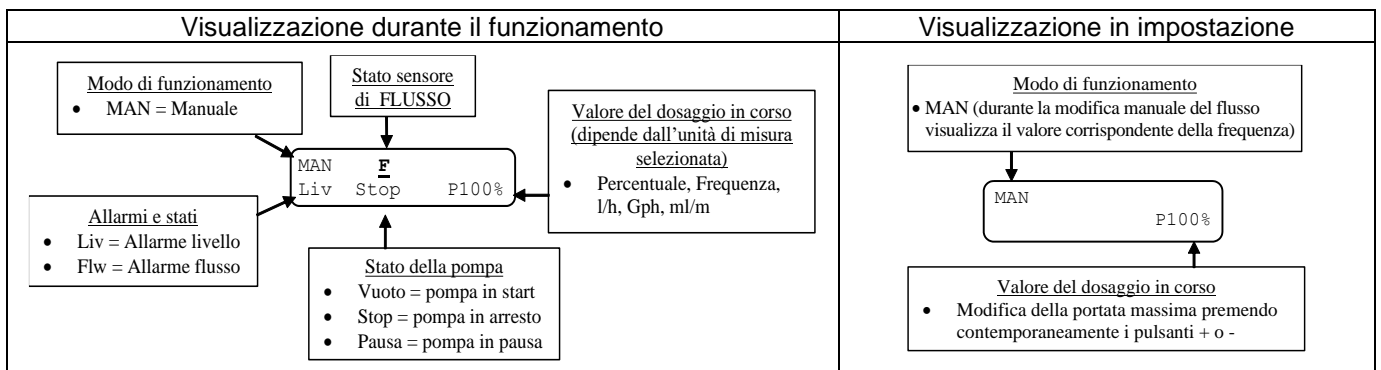 Visualizzazione durante il funzionamento
Visualizzazione in impostazione
Modo di funzionamento
• MAN = Manuale
Stato sensore
di FLUSSO
Valore del dosaggio in corso
(dipende dall'unità di misura
selezionata)
• Percentuale, Frequenza,
l/h, Gph, ml/m
MAN F
Liv Stop P100%
Allarmi e stati
• Liv = Allarme livello
• Flw = Allarme flusso
Stato della pompa
• Vuoto = pompa in start
• Stop = pompa in arresto
• Pausa = pompa in pausa
Modo di funzionamento
• MAN (durante la modifica manuale del flusso
visualizza il valore corrispondente della frequenza)
MAN
P100%
Valore del dosaggio in corso
• Modifica della portata massima premendo
contemporaneamente i pulsanti + o -